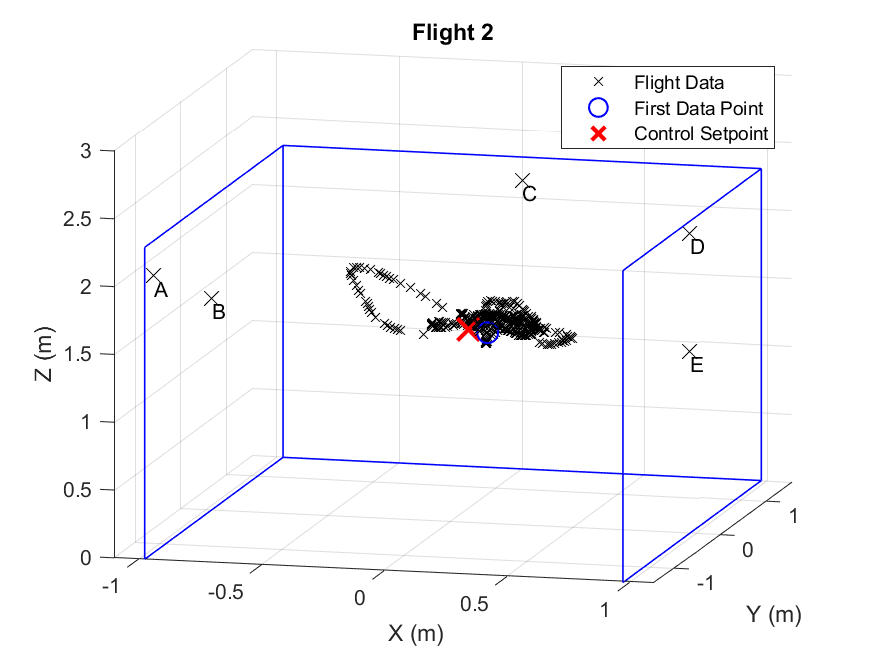 Flight 2
Flight Data
First Data Point
Control Setpoint
3
2.5
2
1.5
1
0.5
0
Z (m)
A
B
C
D
E
-1
-0.5
0
0.5
1
X (m)
-1
0
1
Y (m)